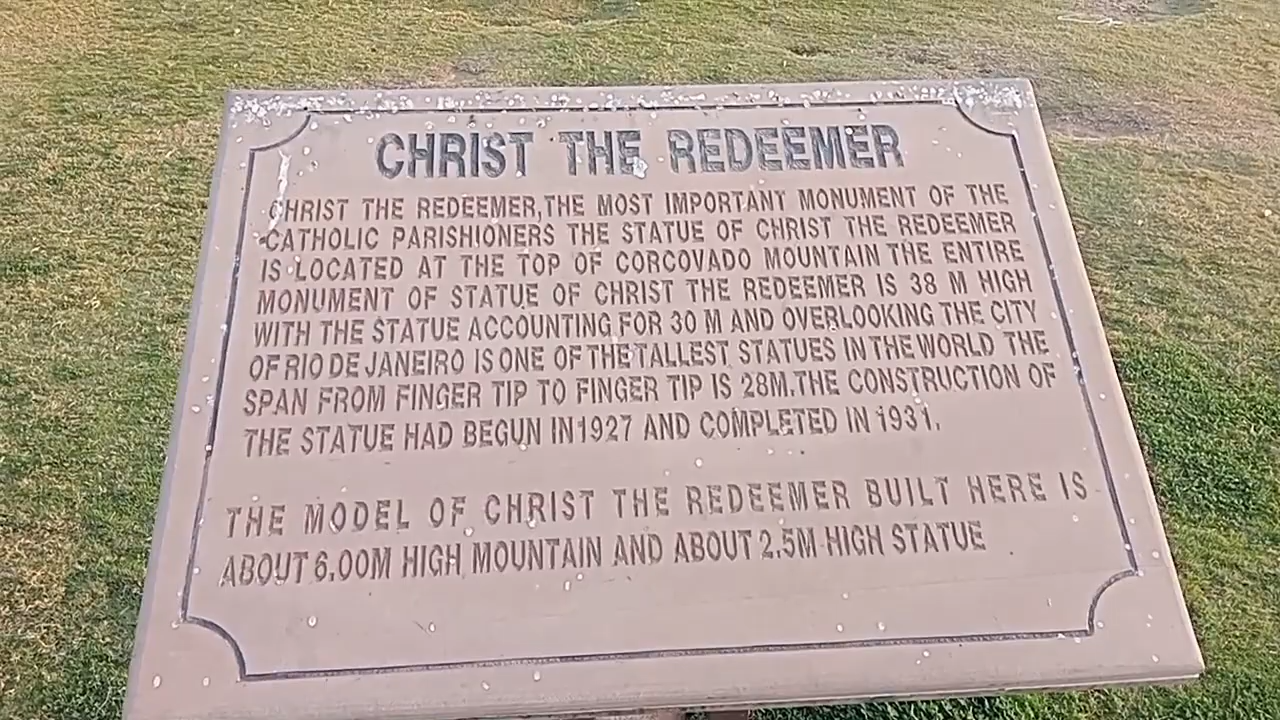 CHRIST THE REDEEMER
CHRIST THE REDEEMER,THE MOST IMPORTANT MONUMENT OF THE
CATHOLIC PARISHIONERS THE STATUE OF CHRIST THE REDEEMER
IS LOCATED AT THE TOP OF CORCOVADO MOUNTAIN THE ENTIRE
MONUMENT OF STATUE OF CHRIST THE REDEEMER IS 38 M HIGH
WITH THE STATUE ACCOUNTING FOR 30 M AND OVERLOOKING THE CITY
OF RIO DE JANEIRO IS ONE OF THE TALLEST STATUES IN THE WORLD THE
SPAN FROM FINGER TIP TO FINGER TIP IS 28M.THE CONSTRUCTION OF
THE STATUE HAD BEGUN IN 1927 AND COMPLETED IN 1931.
THE MODEL OF CHRIST THE REDEEMER BUILT HERE IS
ABOUT 6.00M HIGH MOUNTAIN AND ABOUT 2.5M HIGH STATUE